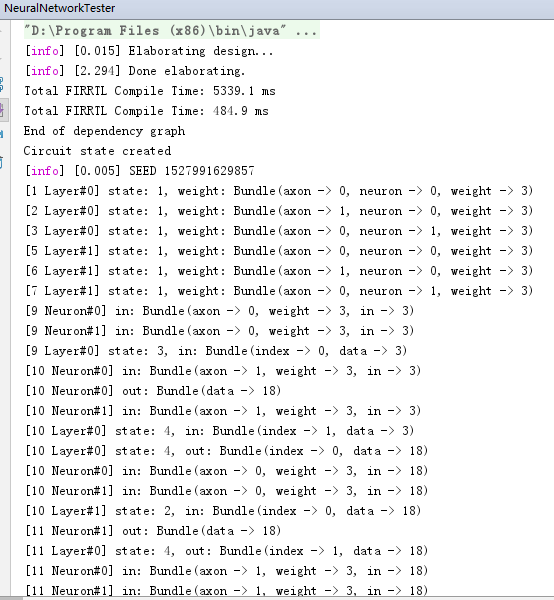 NeuralNetworkTester
"D:\Program Files (x86)\bin\java" ...
[info] [0.015] Elaborating design...
[info] [2.294] Done elaborating.
Total FIRRTL Compile Time: 5339.1 ms
Total FIRRTL Compile Time: 484.9 ms
End of dependency graph
Circuit state created
[info] [0.005] SEED 1527991629857
[1 Layer#0] state: 1, weight: Bundle(axon -> 0, neuron -> 0, weight -> 3)
[2 Layer#0] state: 1, weight: Bundle(axon -> 1, neuron -> 0, weight -> 3)
[3 Layer#0] state: 1, weight: Bundle(axon -> 0, neuron -> 1, weight -> 3)
[5 Layer#1] state: 1, weight: Bundle(axon -> 0, neuron -> 0, weight -> 3)
[6 Layer#1] state: 1, weight: Bundle(axon -> 1, neuron -> 0, weight -> 3)
[7 Layer#1] state: 1, weight: Bundle(axon -> 0, neuron -> 1, weight -> 3)
[9 Neuron#0] in: Bundle(axon -> 0, weight -> 3, in -> 3)
[9 Neuron#1] in: Bundle(axon -> 0, weight -> 3, in -> 3)
[9 Layer#0] state: 3, in: Bundle(index -> 0, data -> 3)
[10 Neuron#0] in: Bundle(axon -> 1, weight -> 3, in -> 3)
[10 Neuron#0] out: Bundle(data -> 18)
[10 Neuron#1] in: Bundle(axon -> 1, weight -> 3, in -> 3)
[10 Layer#0] state: 4, in: Bundle(index -> 1, data -> 3)
[10 Layer#0] state: 4, out: Bundle(index -> 0, data -> 18)
[10 Neuron#0] in: Bundle(axon -> 0, weight -> 3, in -> 18)
[10 Neuron#1] in: Bundle(axon -> 0, weight -> 3, in -> 18)
[10 Layer#1] state: 2, in: Bundle(index -> 0, data -> 18)
[11 Neuron#1] out: Bundle(data -> 18)
[11 Layer#0] state: 4, out: Bundle(index -> 1, data -> 18)
[11 Neuron#0] in: Bundle(axon -> 1, weight -> 3, in -> 18)
[11 Neuron#1] in: Bundle(axon -> 1, weight -> 3, in -> 18)